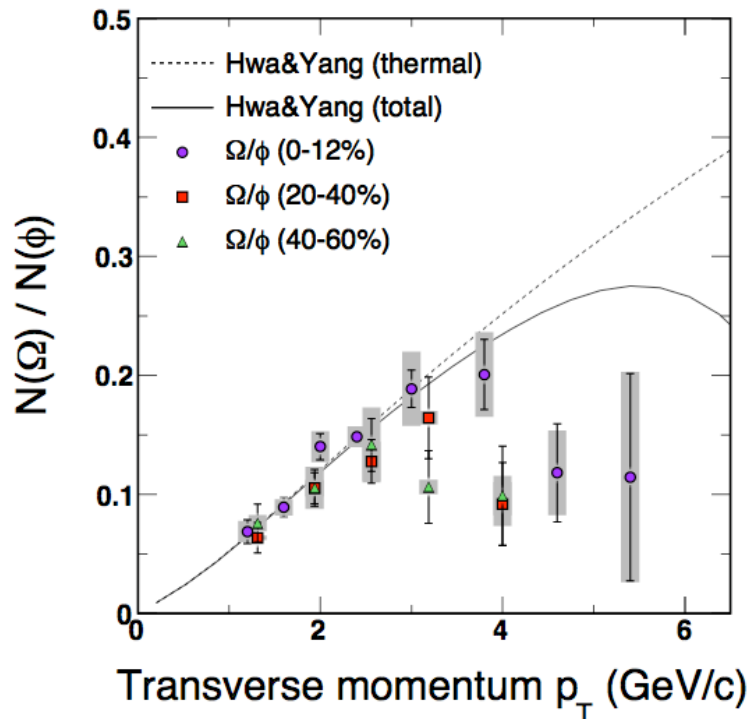 0.5
0.4
0.3
0.2
0.1
0
N(Ω) / N(ϕ)
Hwa&Yang (thermal)
Hwa&Yang (total)
Ω/ϕ (0-12%)
Ω/ϕ (20-40%)
Ω/ϕ (40-60%)
0 2 4 6
Transverse momentum p_T (GeV/c)